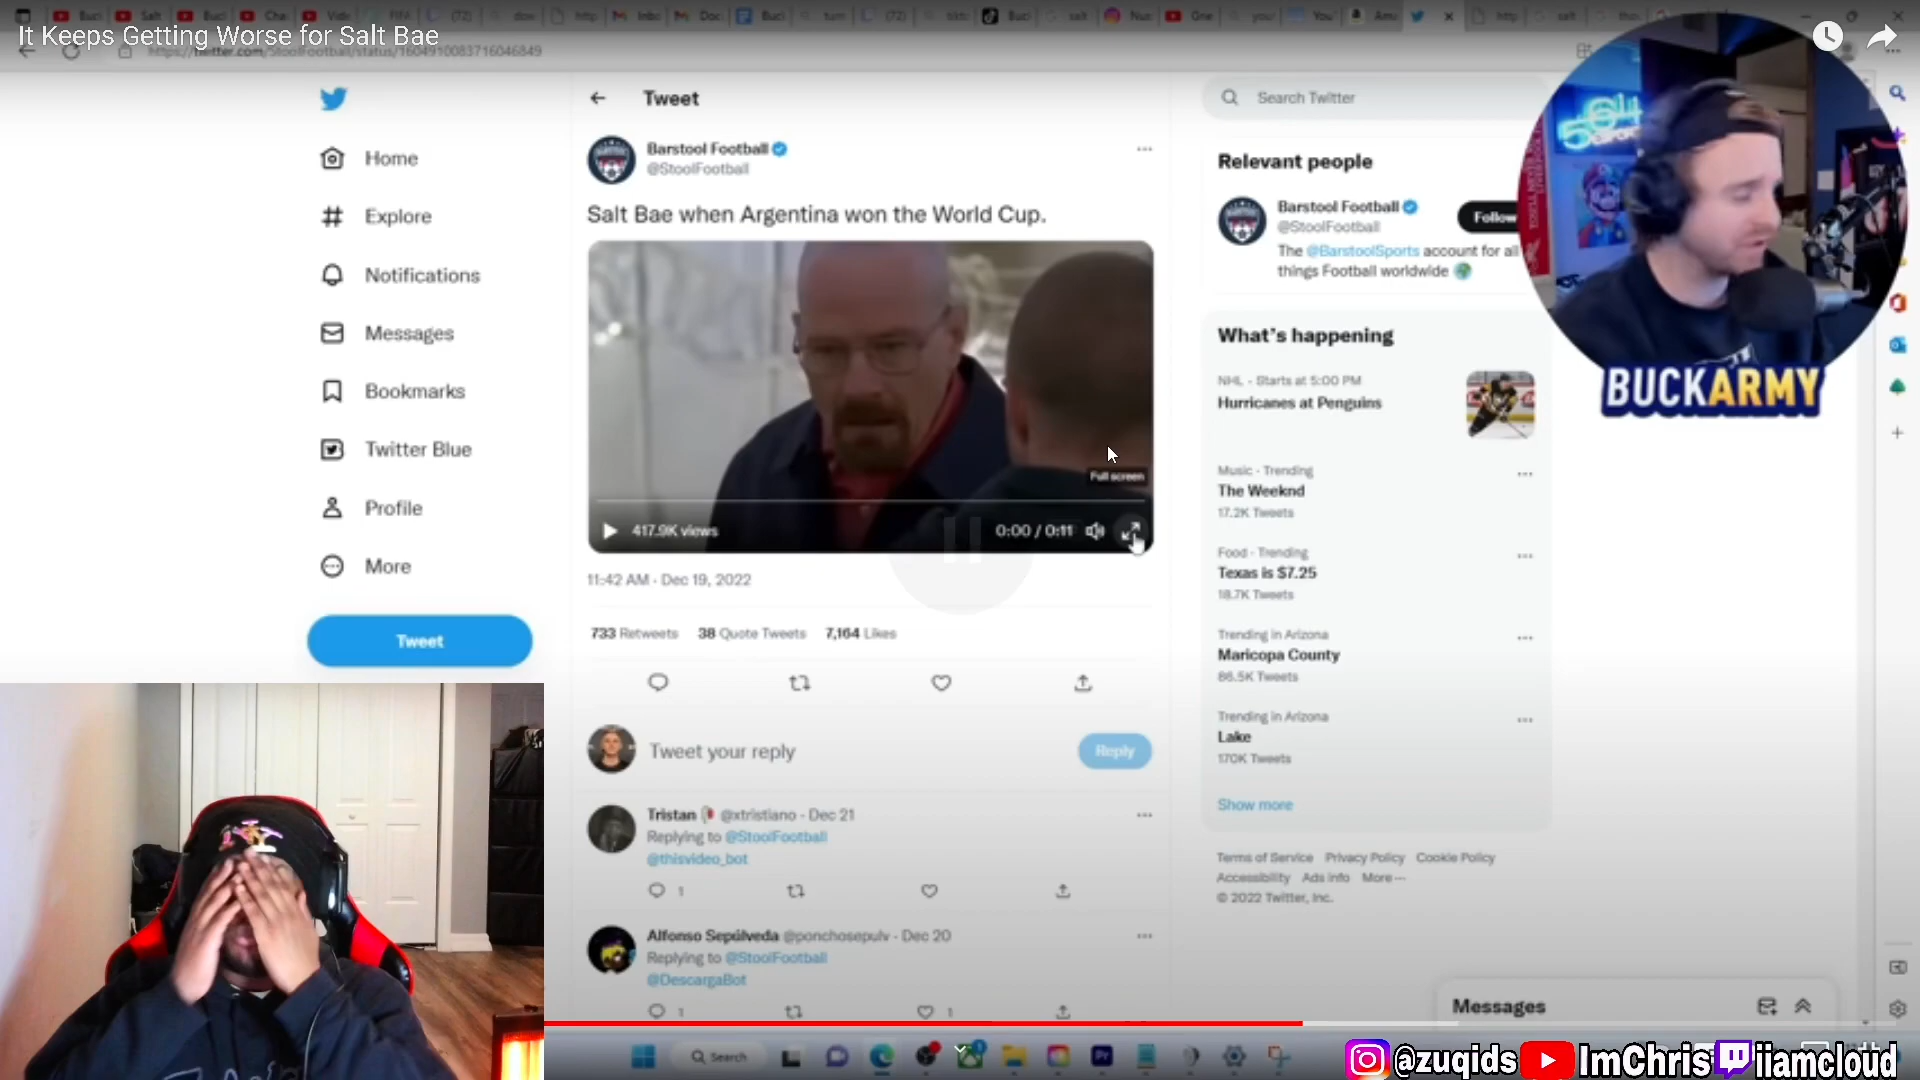 It Keeps Getting Worse for Salt Bae
Tweet
Search Twitter
Home
Explore
Notifications
Messages
Bookmarks
Twitter Blue
Profile
More
Tweet
Barstool Football
@StoolFootball
Salt Bae when Argentina won the World Cup.
Full screen
417.9K views
0:00 / 0:11
11:42 AM · Dec 19, 2022
733 Retweets 38 Quote Tweets 7,164 Likes
Tweet your reply
Reply
Tristan @xtristiano · Dec 21
Replying to @StoolFootball
@thisvideo_bot
1
Alfonso Sepúlveda @ponchosepulv · Dec 20
Replying to @StoolFootball
@DescargaBot
1 1
Relevant people
Barstool Football
@StoolFootball
Follow
The @BarstoolSports account for all
things Football worldwide
What's happening
NHL · Starts at 5:00 PM
Hurricanes at Penguins
Music · Trending
The Weeknd
17.2K Tweets
Food · Trending
Texas is $7.25
18.7K Tweets
Trending in Arizona
Maricopa County
86.5K Tweets
Trending in Arizona
Lake
170K Tweets
Show more
Terms of Service Privacy Policy Cookie Policy
Accessibility Ads info More
© 2022 Twitter, Inc.
BUCKARMY
Messages
Search
@zuqids ImChris iiamcloud